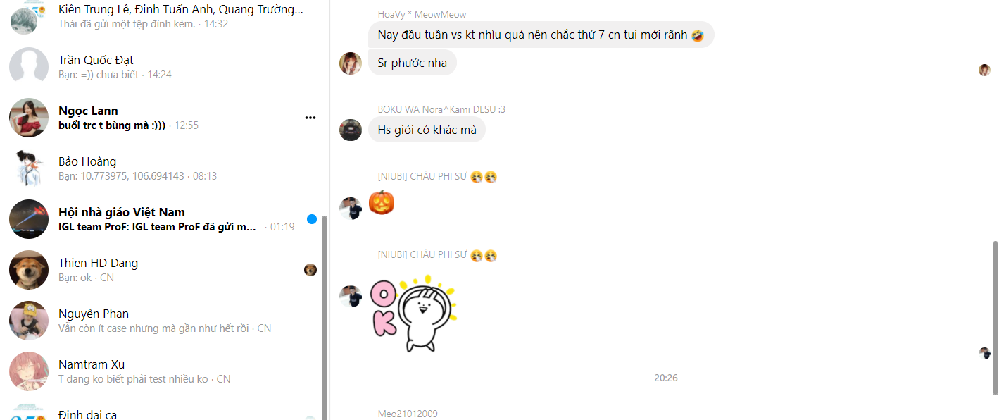 Kiên Trung Lê, Đinh Tuấn Anh, Quang Trường...
Thái đã gửi một tệp đính kèm. · 14:32
Trần Quốc Đạt
Bạn: =)) chưa biết · 14:24
Ngọc Lann
buổi trc t bùng mà :))) · 12:55
Bảo Hoàng
Bạn: 10.773975, 106.694143 · 08:13
Hội nhà giáo Việt Nam
IGL team ProF: IGL team ProF đã gửi m... · 01:19
Thien HD Dang
Bạn: ok · CN
Nguyên Phan
Vẫn còn ít case nhưng mà gần như hết rồi · CN
Namtram Xu
T đang ko biết phải test nhiều ko · CN
Đinh đại ca
HoaVy * MeowMeow
Nay đầu tuần vs kt nhìu quá nên chắc thứ 7 cn tui mới rãnh 🤣
Sr phước nha
BOKU WA Nora^Kami DESU :3
Hs giỏi có khác mà
[NIUBI] CHÂU PHI SƯ 🤧🤧
🎃
[NIUBI] CHÂU PHI SƯ 🤧🤧
OK
20:26
Meo21012009